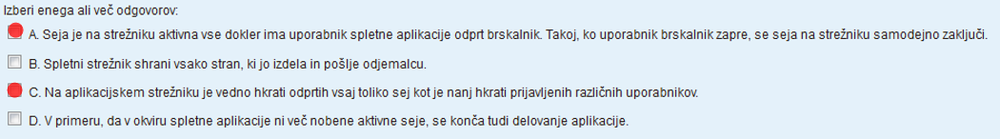 Izberi enega ali več odgovorov:
A. Seja je na strežniku aktivna vse dokler ima uporabnik spletne aplikacije odprt brskalnik. Takoj, ko uporabnik brskalnik zapre, se seja na strežniku samodejno zaključi.
B. Spletni strežnik shrani vsako stran, ki jo izdela in pošlje odjemalcu.
C. Na aplikacijskem strežniku je vedno hkrati odprtih vsaj toliko sej kot je nanj hkrati prijavljenih različnih uporabnikov.
D. V primeru, da v okviru spletne aplikacije ni več nobene aktivne seje, se konča tudi delovanje aplikacije.